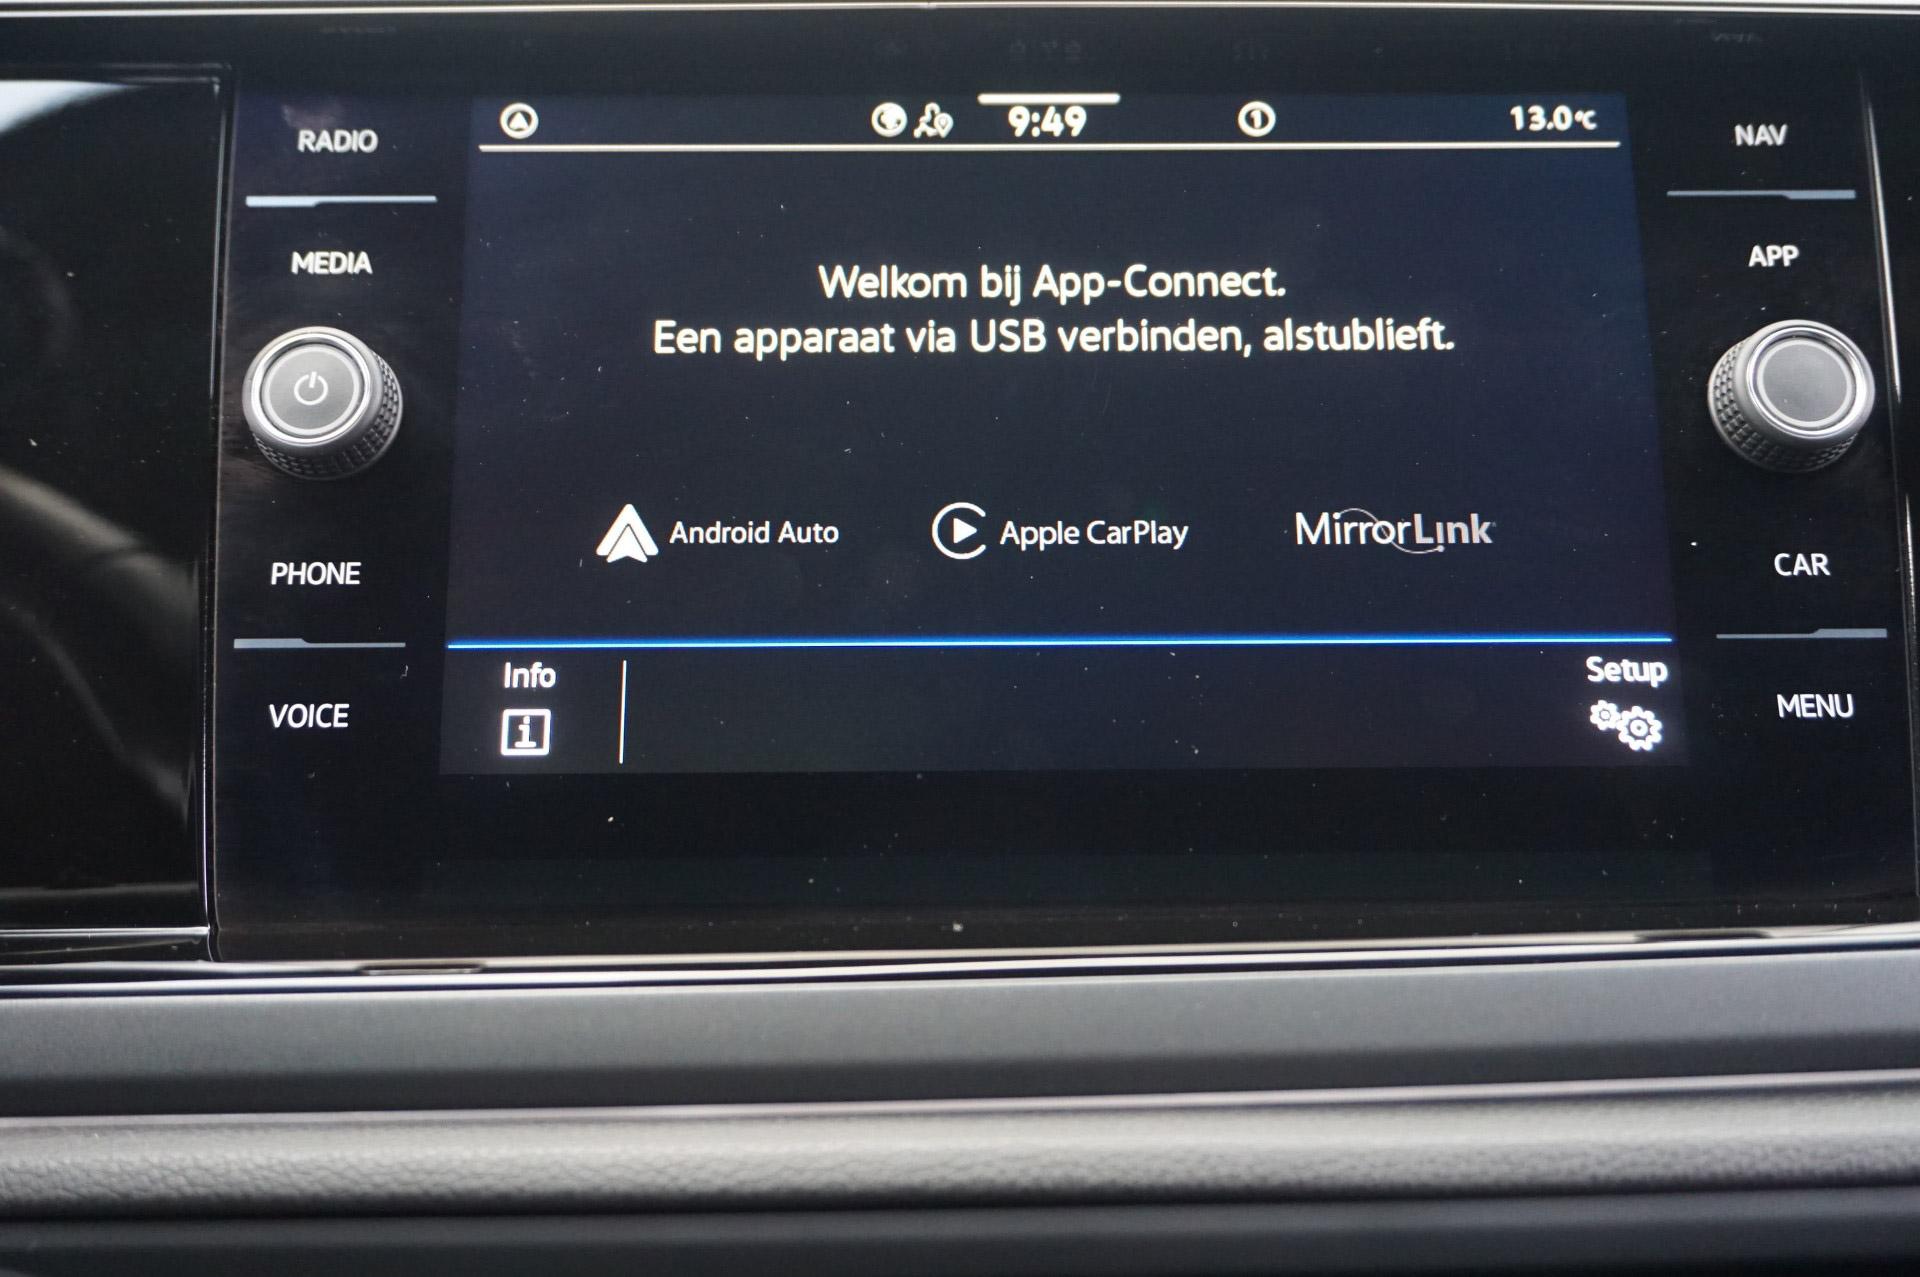 RADIO
MEDIA
PHONE
VOICE
9:49
1
13.0°C
Welkom bij App-Connect.
Een apparaat via USB verbinden, alstublieft.
Android Auto
Apple CarPlay
MirrorLink
Info
i
Setup
NAV
APP
CAR
MENU